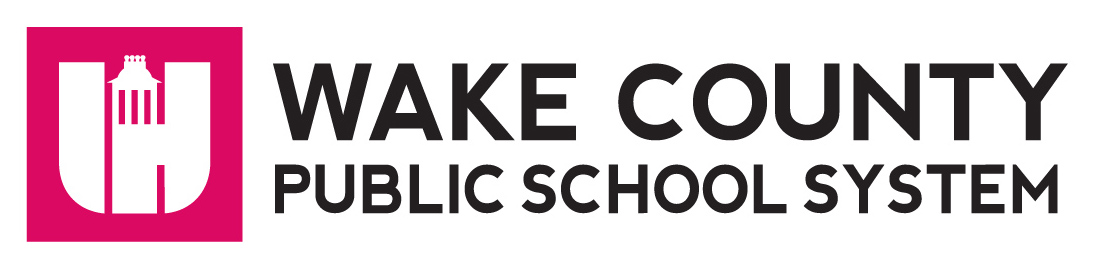 WAKE COUNTY
PUBLIC SCHOOL SYSTEM